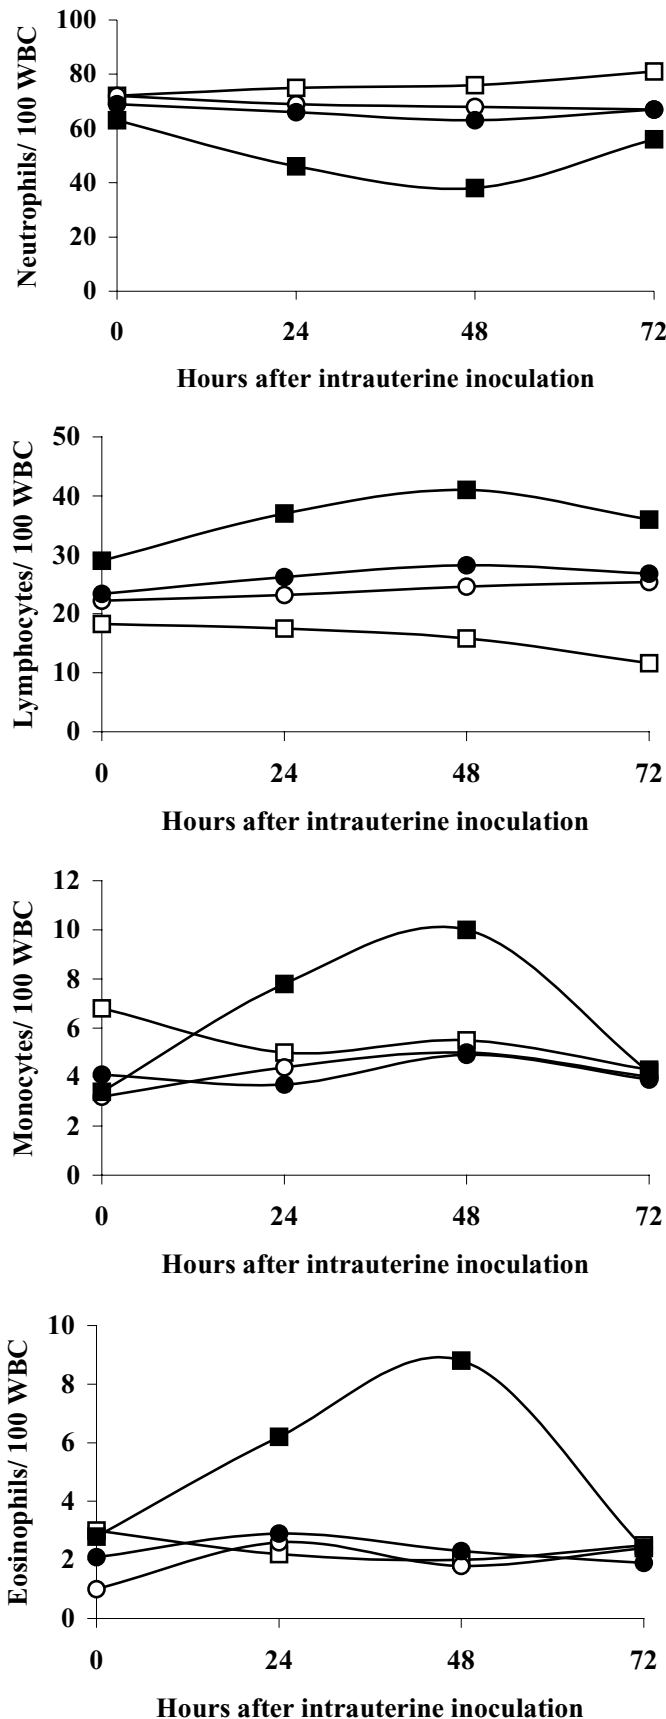 Neutrophils/ 100 WBC
100
80
60
40
20
0
0 24 48 72
Hours after intrauterine inoculation
Lymphocytes/ 100 WBC
50
40
30
20
10
0
0 24 48 72
Hours after intrauterine inoculation
Monocytes/ 100 WBC
12
10
8
6
4
2
0
0 24 48 72
Hours after intrauterine inoculation
Eosinophils/ 100 WBC
10
8
6
4
2
0
0 24 48 72
Hours after intrauterine inoculation